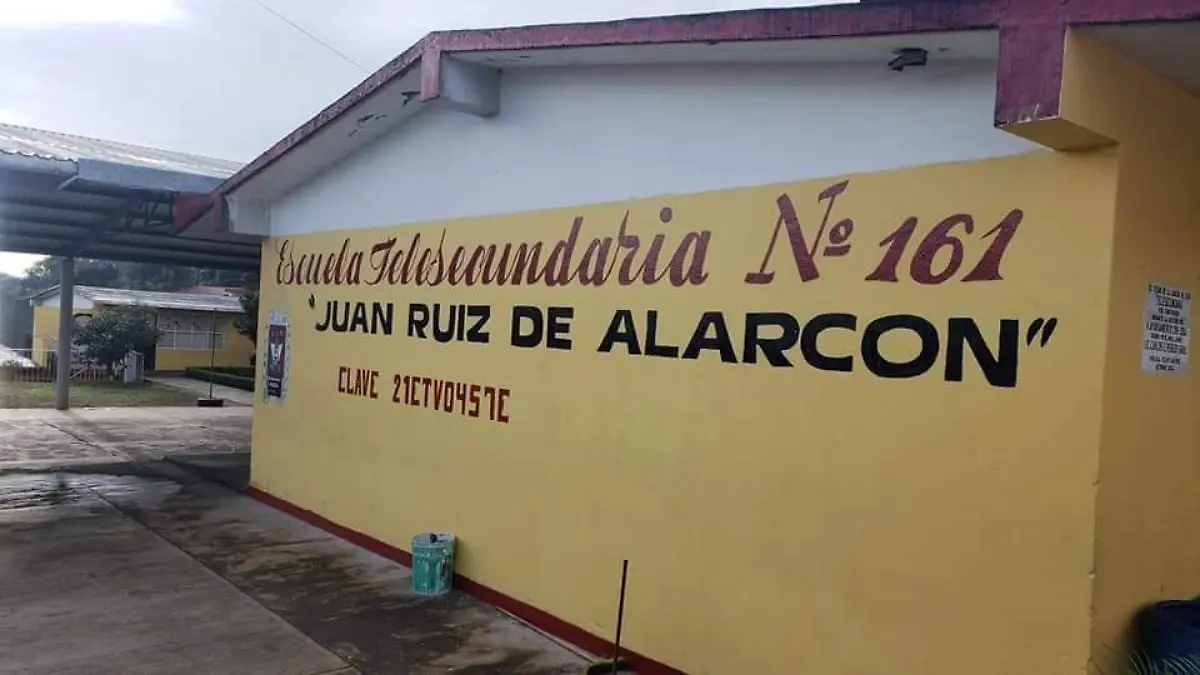 Escuela Telesecundaria Nº 161
"JUAN RUIZ DE ALARCON"
CLAVE 21ETV0457E